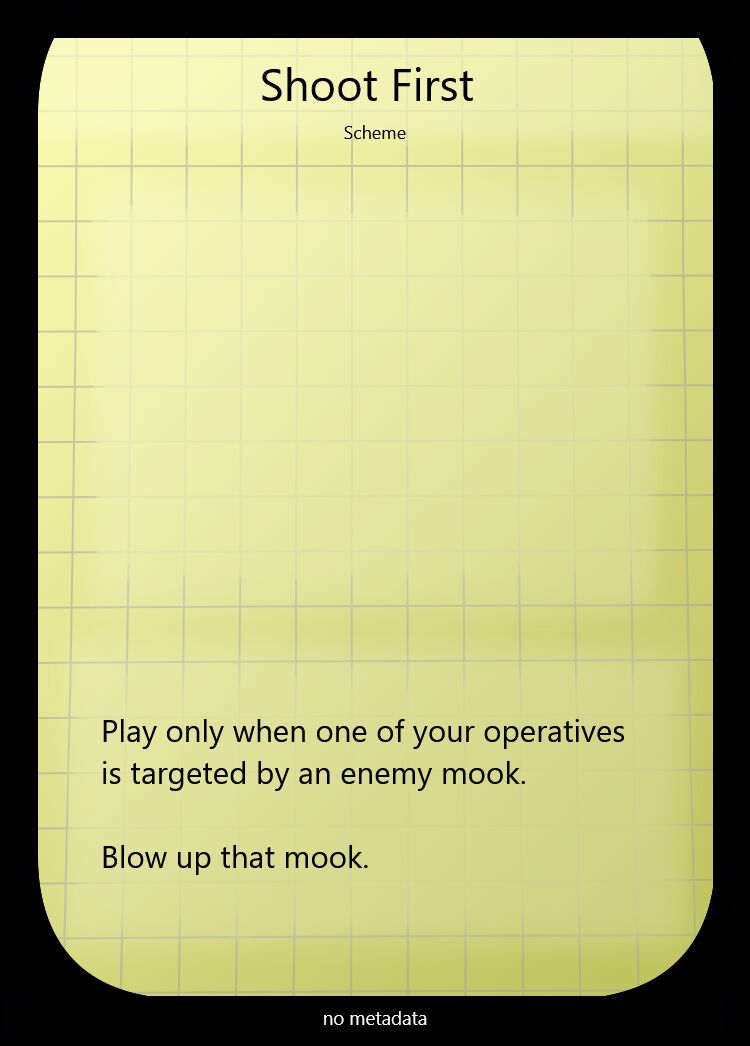 Shoot First
Scheme
Play only when one of your operatives
is targeted by an enemy mook.
Blow up that mook.
no metadata